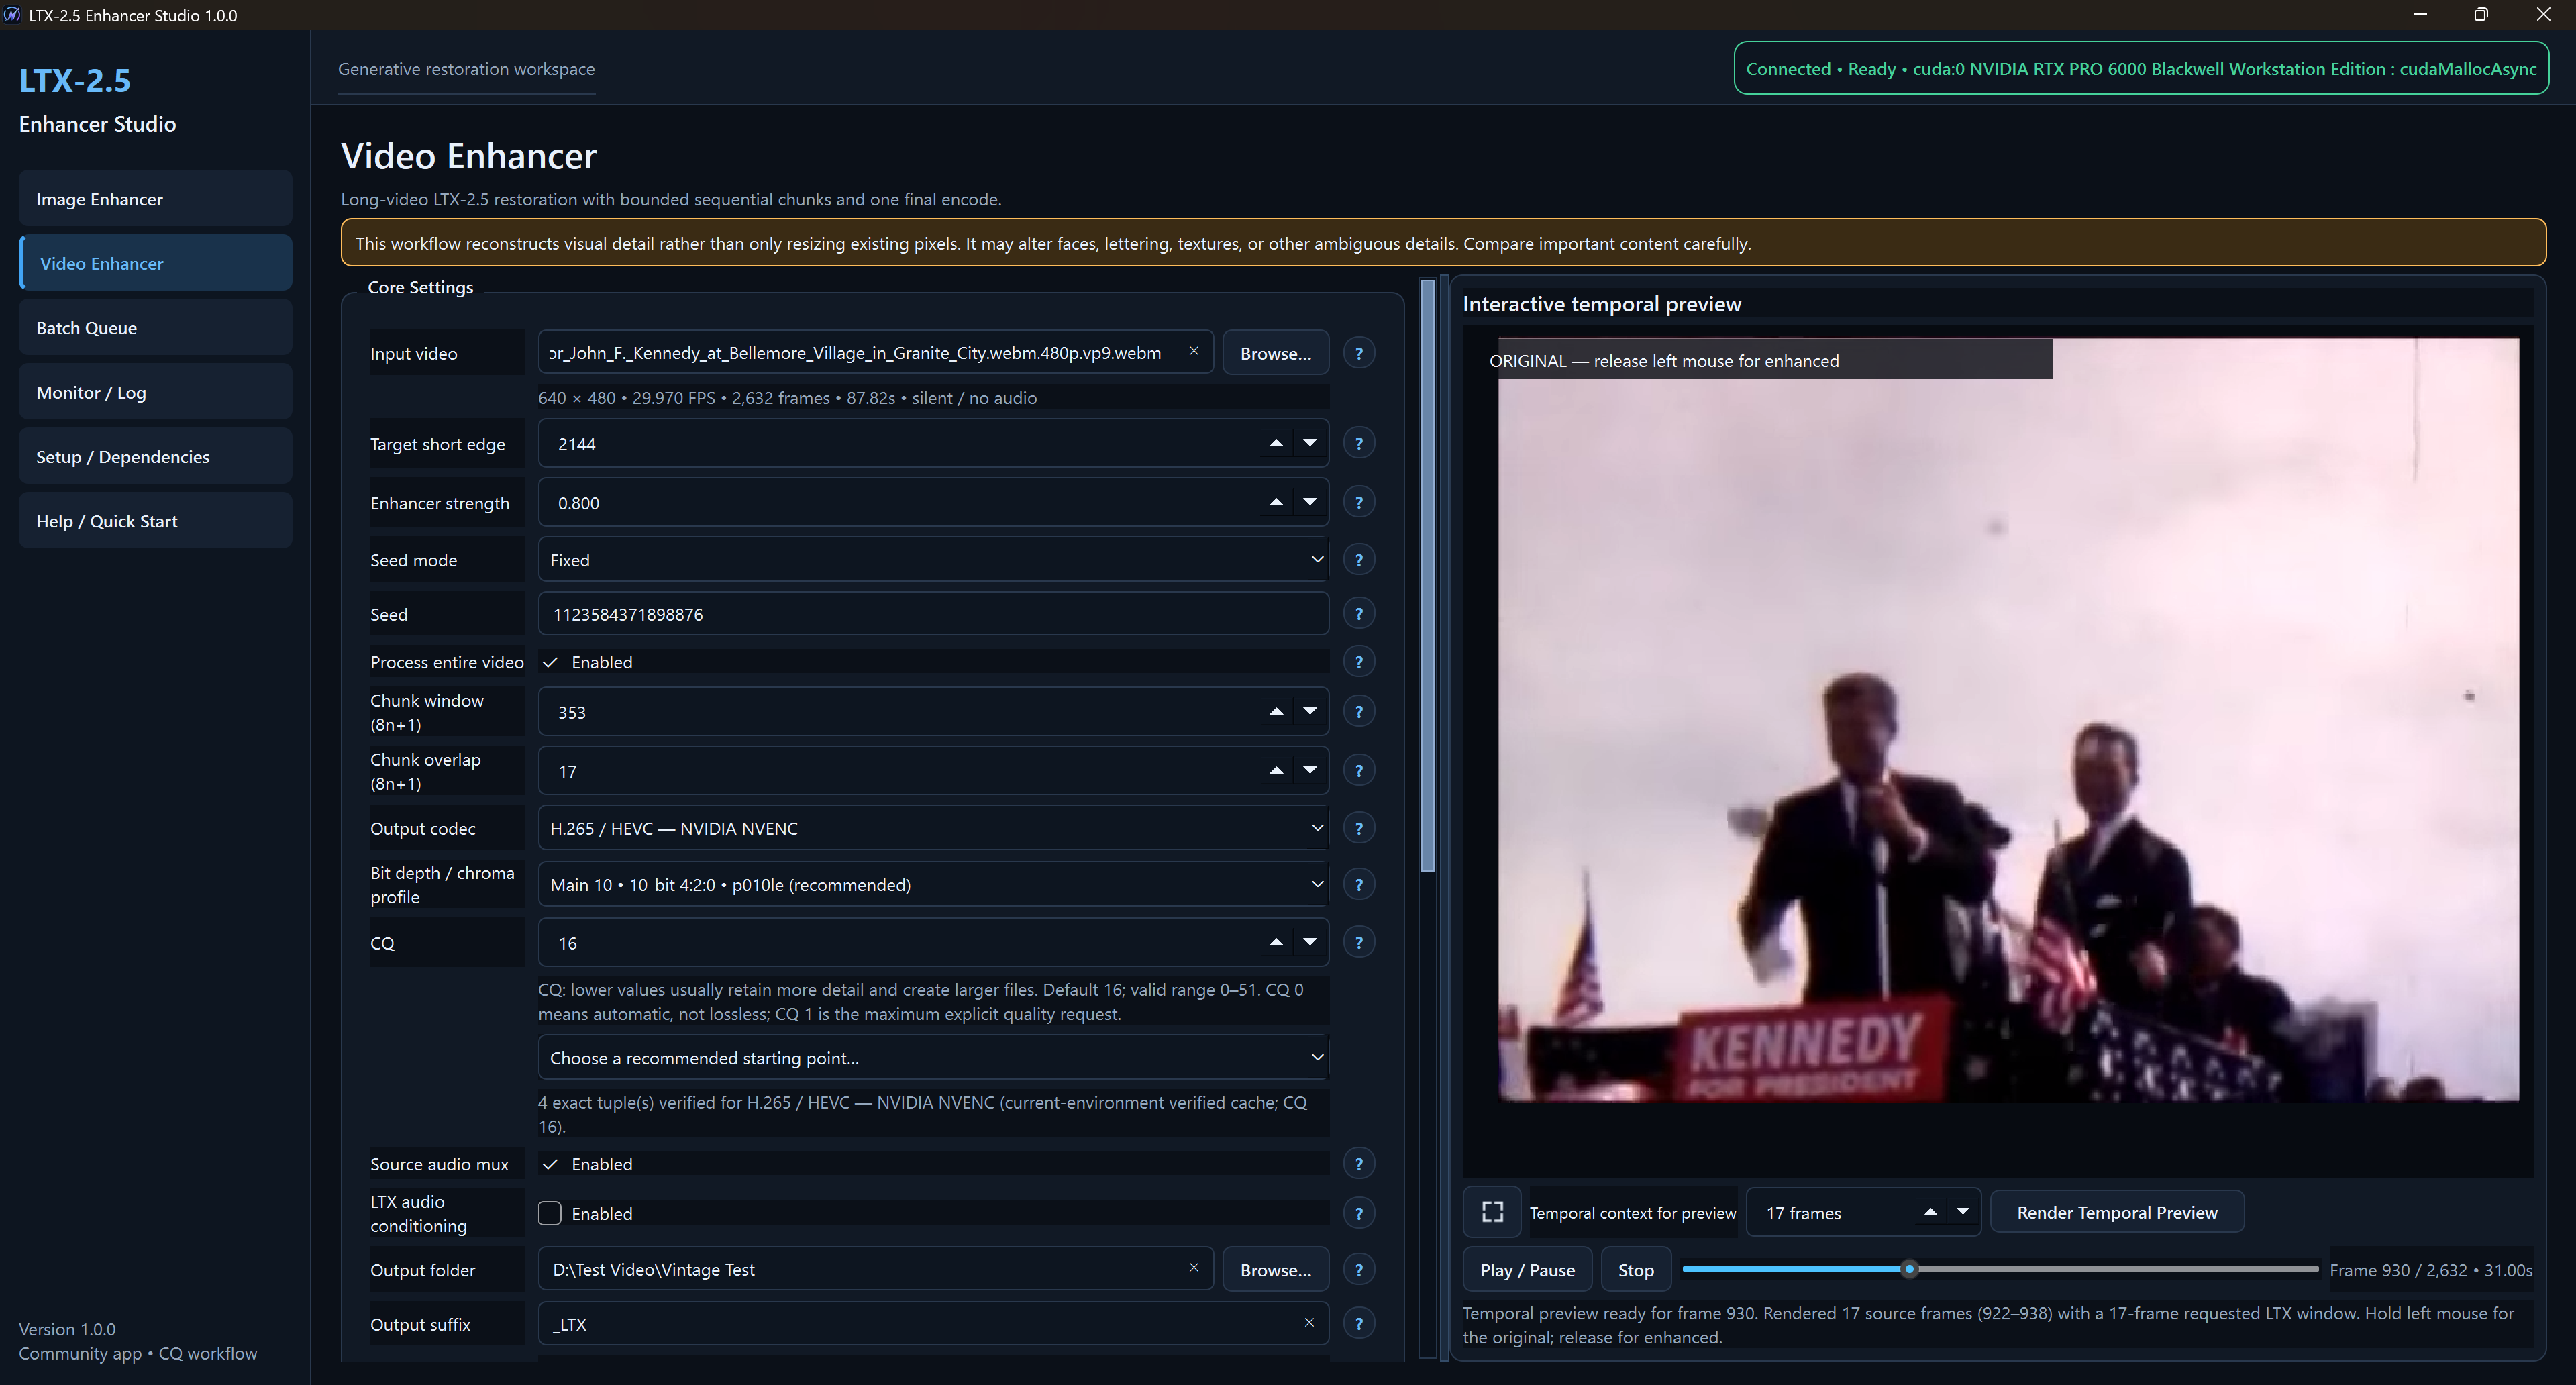 LTX-2.5 Enhancer Studio 1.0.0
LTX-2.5
Enhancer Studio
Image Enhancer
Video Enhancer
Batch Queue
Monitor / Log
Setup / Dependencies
Help / Quick Start
Version 1.0.0
Community app • CQ workflow
Generative restoration workspace
Connected • Ready • cuda:0 NVIDIA RTX PRO 6000 Blackwell Workstation Edition : cudaMallocAsync
Video Enhancer
Long-video LTX-2.5 restoration with bounded sequential chunks and one final encode.
This workflow reconstructs visual detail rather than only resizing existing pixels. It may alter faces, lettering, textures, or other ambiguous details. Compare important content carefully.
Core Settings
Input video
or_John_F._Kennedy_at_Bellemore_Village_in_Granite_City.webm.480p.vp9.webm
Browse...
?
640 × 480 • 29.970 FPS • 2,632 frames • 87.82s • silent / no audio
Target short edge
2144
?
Enhancer strength
0.800
?
Seed mode
Fixed
?
Seed
1123584371898876
?
Process entire video
Enabled
?
Chunk window
(8n+1)
353
?
Chunk overlap
(8n+1)
17
?
Output codec
H.265 / HEVC — NVIDIA NVENC
?
Bit depth / chroma
profile
Main 10 • 10-bit 4:2:0 • p010le (recommended)
?
CQ
16
?
CQ: lower values usually retain more detail and create larger files. Default 16; valid range 0–51. CQ 0
means automatic, not lossless; CQ 1 is the maximum explicit quality request.
Choose a recommended starting point...
4 exact tuple(s) verified for H.265 / HEVC — NVIDIA NVENC (current-environment verified cache; CQ
16).
Source audio mux
Enabled
?
LTX audio
conditioning
Enabled
?
Output folder
D:\Test Video\Vintage Test
Browse...
?
Output suffix
_LTX
?
Interactive temporal preview
ORIGINAL — release left mouse for enhanced
KENNEDY
FOR PRESIDENT
Temporal context for preview
17 frames
Render Temporal Preview
Play / Pause
Stop
Frame 930 / 2,632 • 31.00s
Temporal preview ready for frame 930. Rendered 17 source frames (922–938) with a 17-frame requested LTX window. Hold left mouse for
the original; release for enhanced.